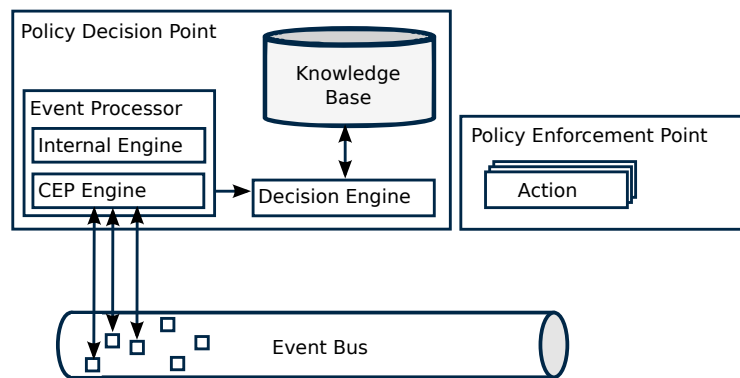 Policy Decision Point
Knowledge
Base
Event Processor
Internal Engine
CEP Engine
Decision Engine
Policy Enforcement Point
Action
Event Bus